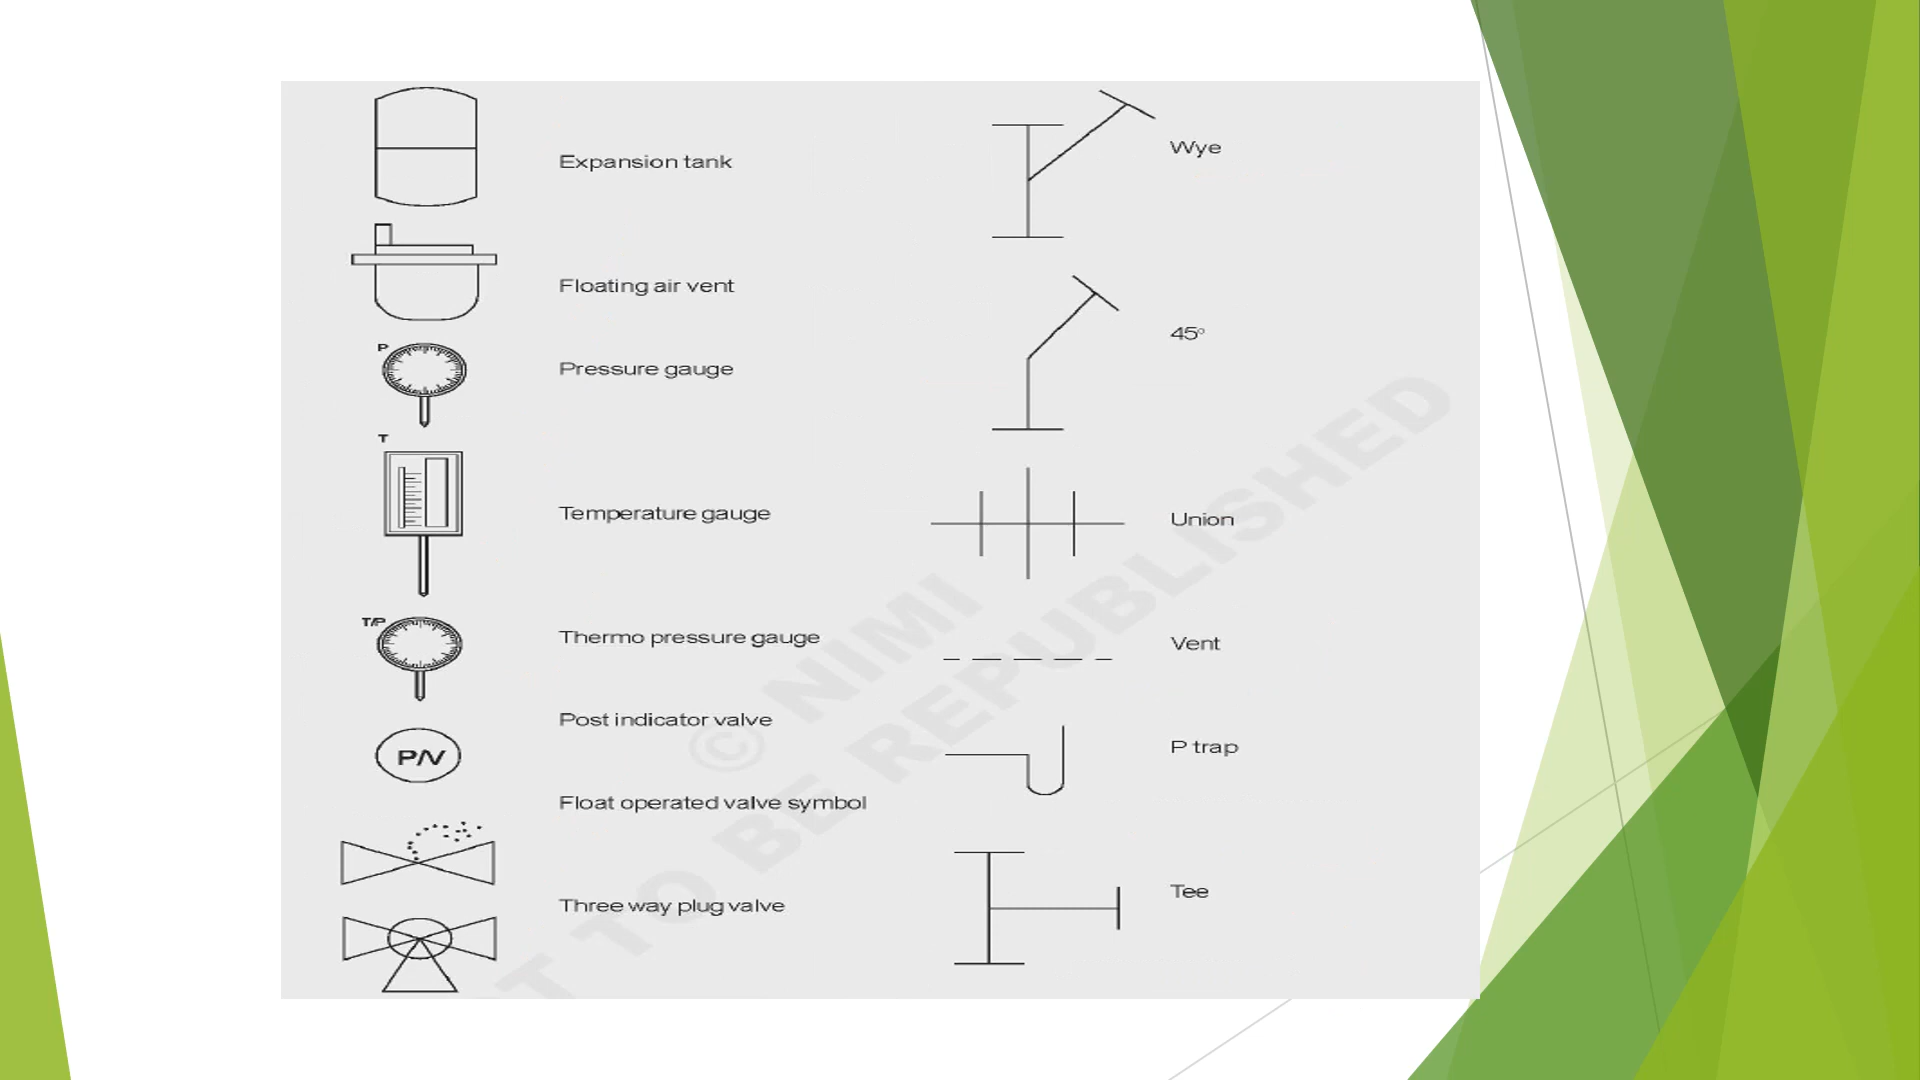 Expansion tank
Floating air vent
P
Pressure gauge
T
Temperature gauge
T/P
Thermo pressure gauge
Post indicator valve
P/V
Float operated valve symbol
Three way plug valve
Wye
45°
Union
Vent
P trap
Tee
© NIMI
T TO BE REPUBLISHED